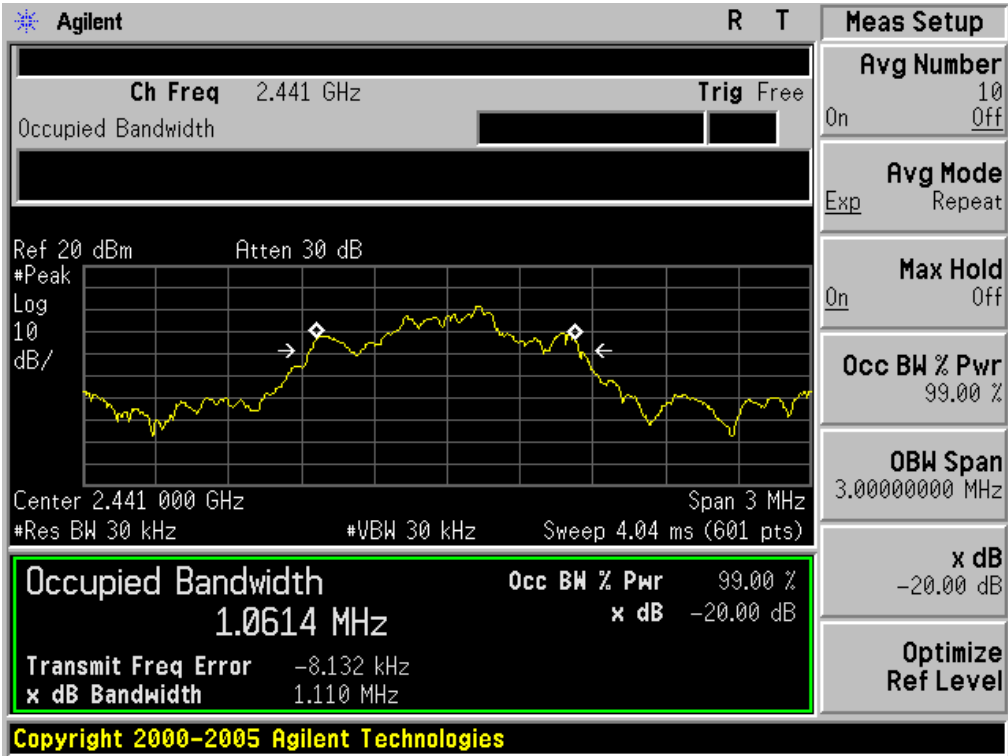 Agilent R T Meas Setup
Avg Number
10
On Off
Ch Freq 2.441 GHz Trig Free
Occupied Bandwidth
Avg Mode
Exp Repeat
Ref 20 dBm Atten 30 dB
#Peak
Log
10
dB/
Max Hold
On Off
Occ BW % Pwr
99.00 %
OBW Span
3.00000000 MHz
Center 2.441 000 GHz Span 3 MHz
#Res BW 30 kHz #VBW 30 kHz Sweep 4.04 ms (601 pts)
x dB
-20.00 dB
Occupied Bandwidth Occ BW % Pwr 99.00 %
1.0614 MHz x dB -20.00 dB
Transmit Freq Error -8.132 kHz
x dB Bandwidth 1.110 MHz
Optimize
Ref Level
Copyright 2000-2005 Agilent Technologies